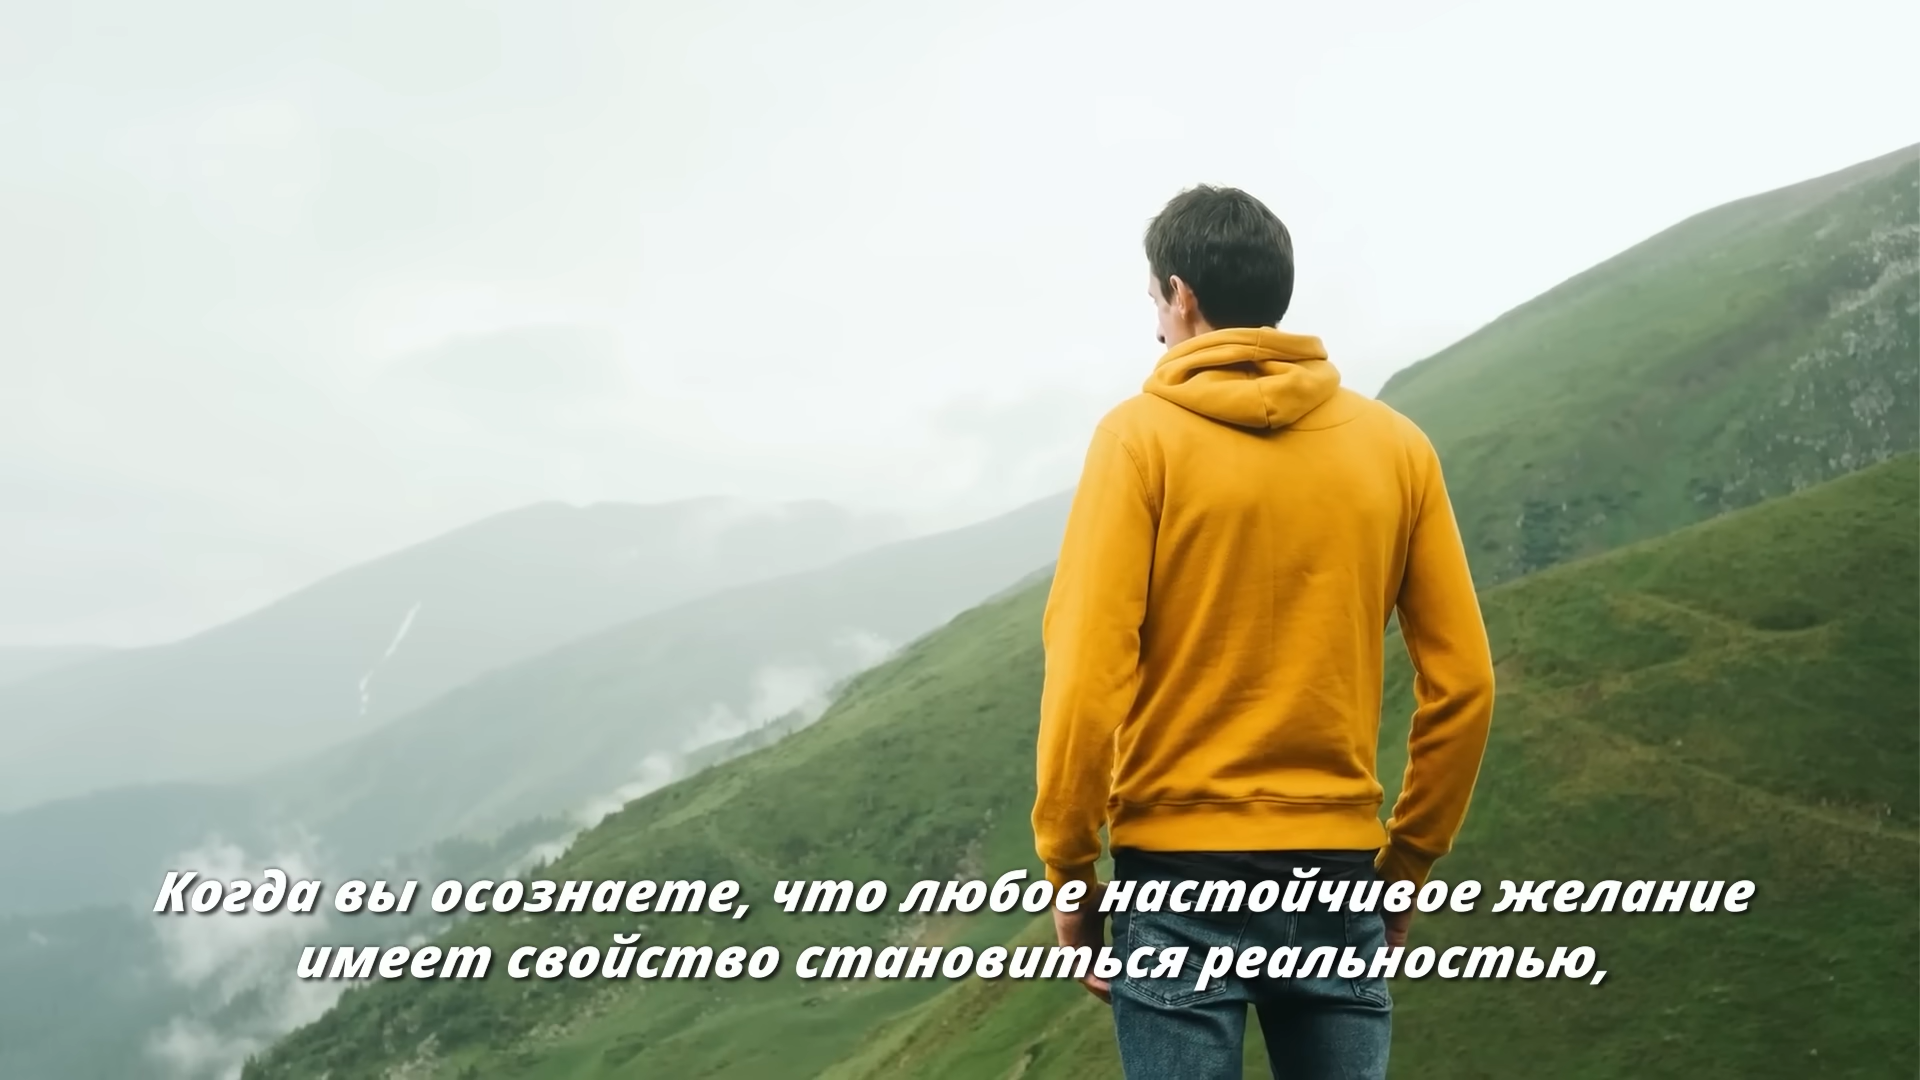 Когда вы осознаете, что любое настойчивое желание
имеет свойство становиться реальностью,